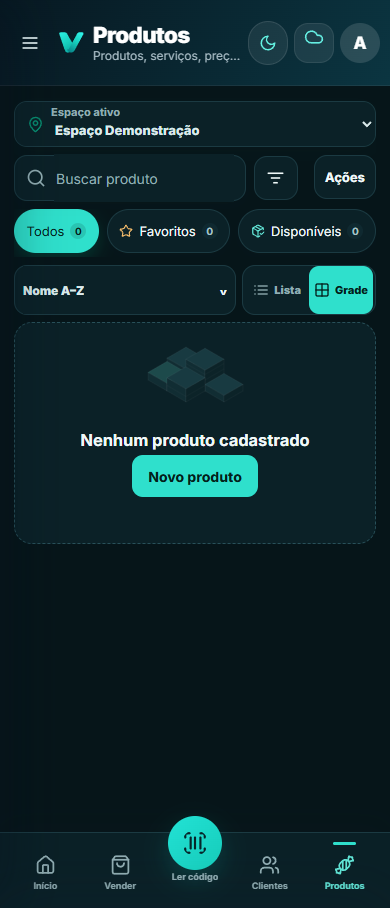 Produtos
Produtos, serviços, preç...
A
Espaço ativo
Espaço Demonstração
Buscar produto
Ações
Todos 0
Favoritos 0
Disponíveis 0
Nome A–Z
Lista
Grade
Nenhum produto cadastrado
Novo produto
Início
Vender
Ler código
Clientes
Produtos